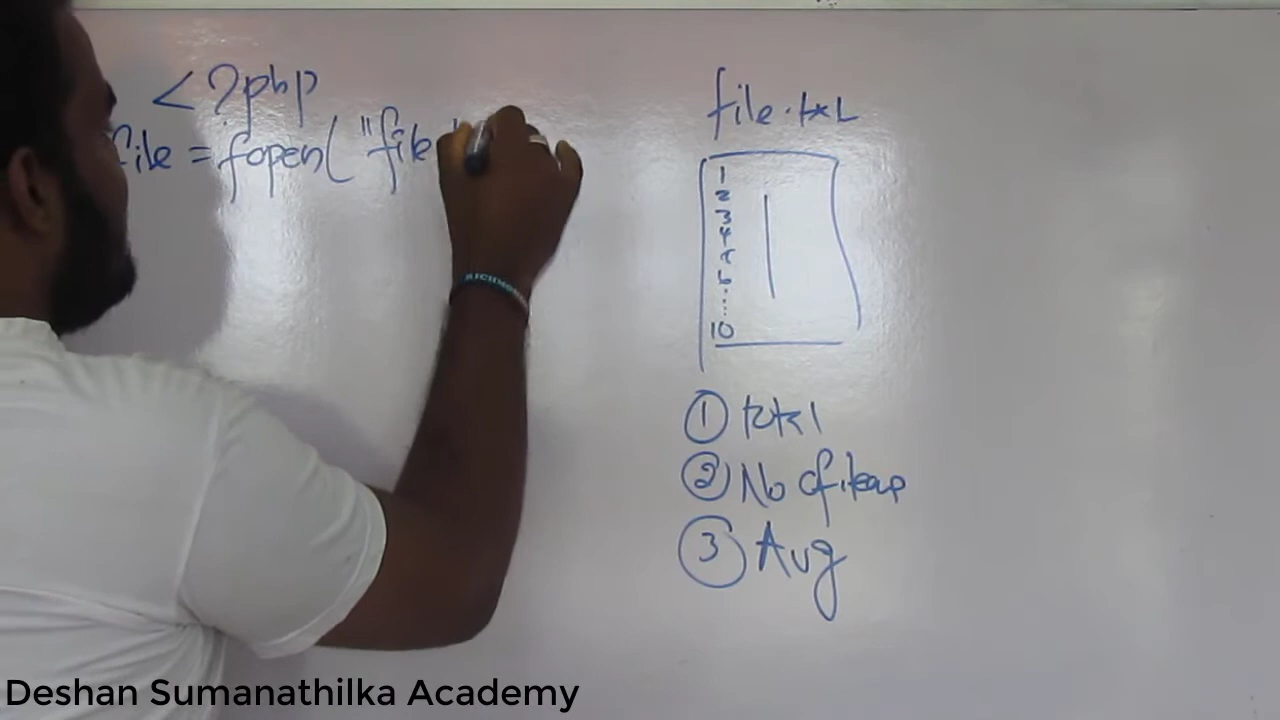 <?php
file = fopen( "file
file.txt
1
2
3
4
5
6
⋮
10
① total
② No of items
③ Avg
RICHMO
Deshan Sumanathilka Academy